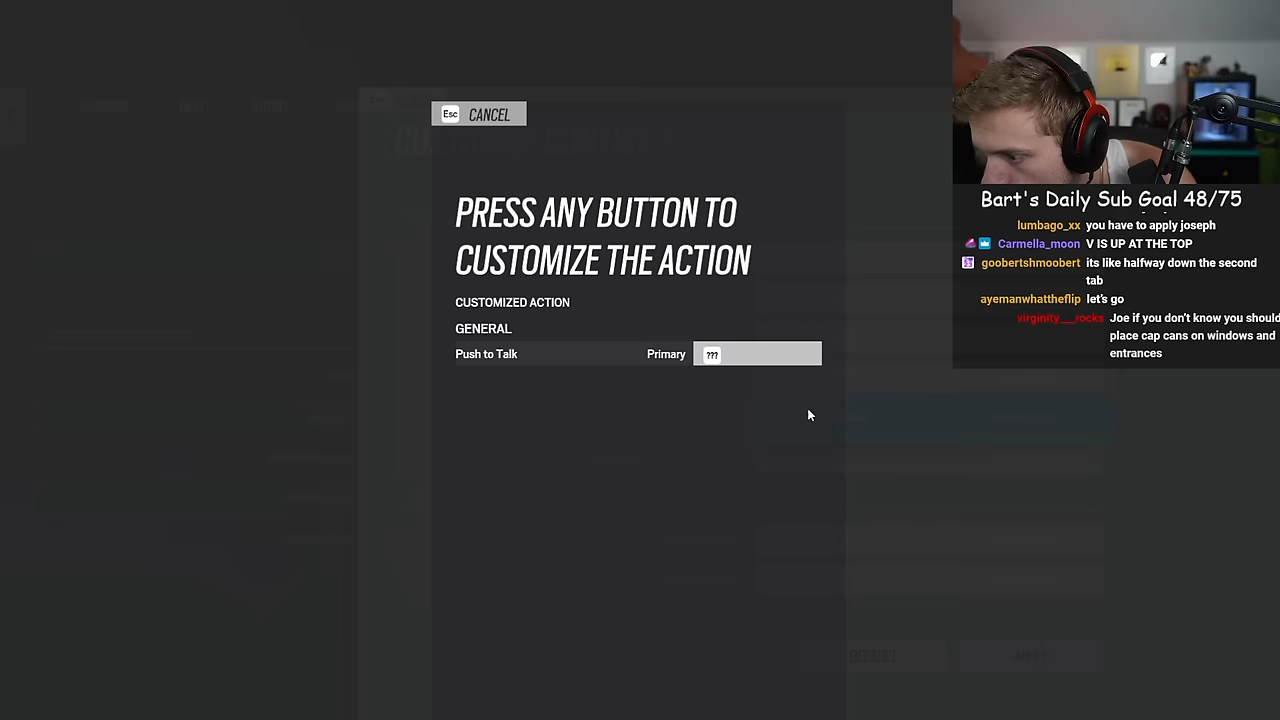 Esc CANCEL
PRESS ANY BUTTON TO
CUSTOMIZE THE ACTION
CUSTOMIZED ACTION
GENERAL
Push to Talk Primary ???
Bart's Daily Sub Goal 48/75
lumbago_xx you have to apply joseph
Carmella_moon V IS UP AT THE TOP
goobertshmoobert its like halfway down the second
tab
ayemanwhattheflip let's go
virginity___rocks Joe if you don't know you should
place cap cans on windows and
entrances